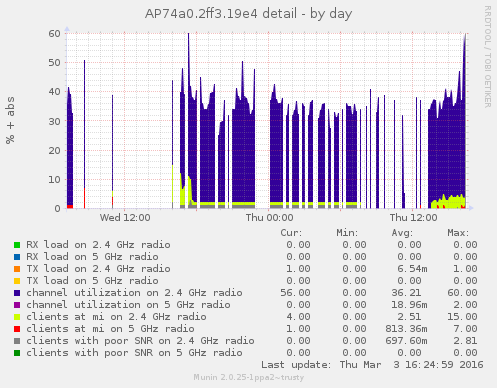 AP74a0.2ff3.19e4 detail - by day
RRDTOOL / TOBI OETIKER
% + abs
60
50
40
30
20
10
0
Wed 12:00 Thu 00:00 Thu 12:00
Cur: Min: Avg: Max:
RX load on 2.4 GHz radio 0.00 0.00 0.00 0.00
RX load on 5 GHz radio 0.00 0.00 0.00 0.00
TX load on 2.4 GHz radio 1.00 0.00 6.54m 1.00
TX load on 5 GHz radio 0.00 0.00 0.00 0.00
channel utilization on 2.4 GHz radio 56.00 0.00 36.21 60.00
channel utilization on 5 GHz radio 0.00 0.00 18.96m 2.00
clients at mi on 2.4 GHz radio 4.00 0.00 2.51 15.00
clients at mi on 5 GHz radio 1.00 0.00 813.36m 7.00
clients with poor SNR on 2.4 GHz radio 0.00 0.00 697.60m 2.81
clients with poor SNR on 5 GHz radio 0.00 0.00 0.00 0.00
Last update: Thu Mar 3 16:24:59 2016
Munin 2.0.25-1ppa2~trusty